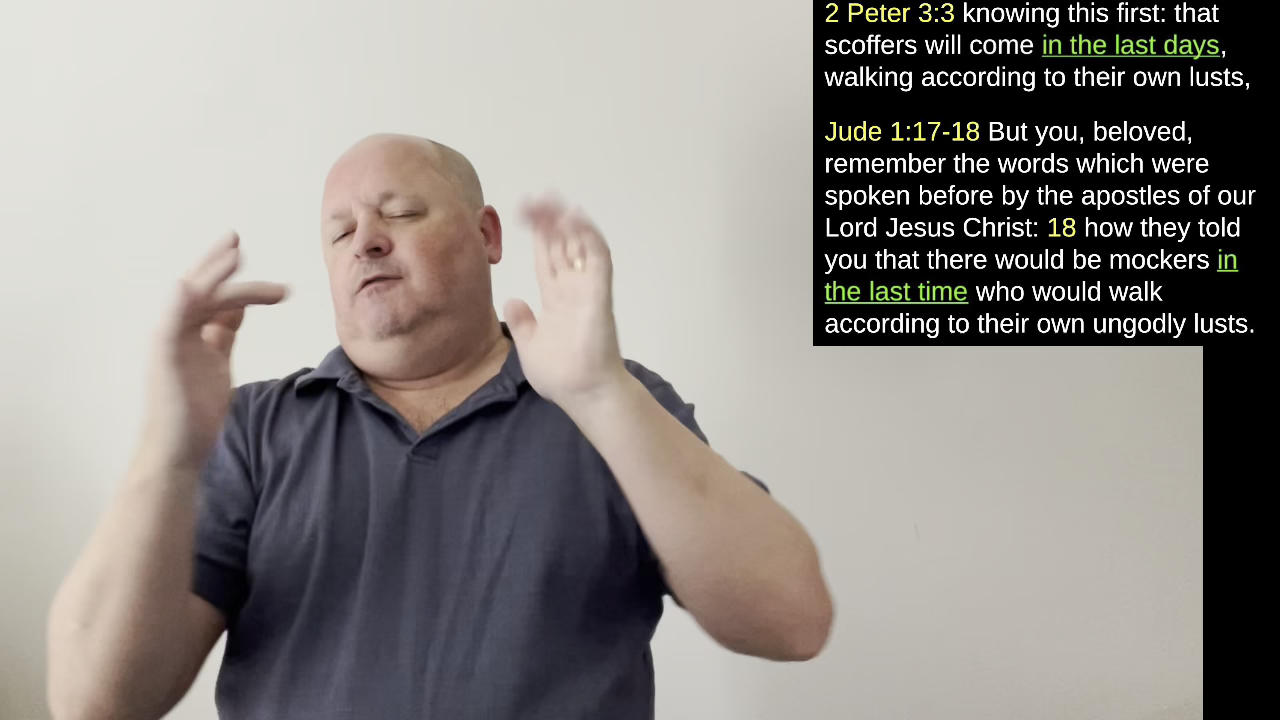 2 Peter 3:3 knowing this first: that
scoffers will come in the last days,
walking according to their own lusts,
Jude 1:17-18 But you, beloved,
remember the words which were
spoken before by the apostles of our
Lord Jesus Christ: 18 how they told
you that there would be mockers in
the last time who would walk
according to their own ungodly lusts.